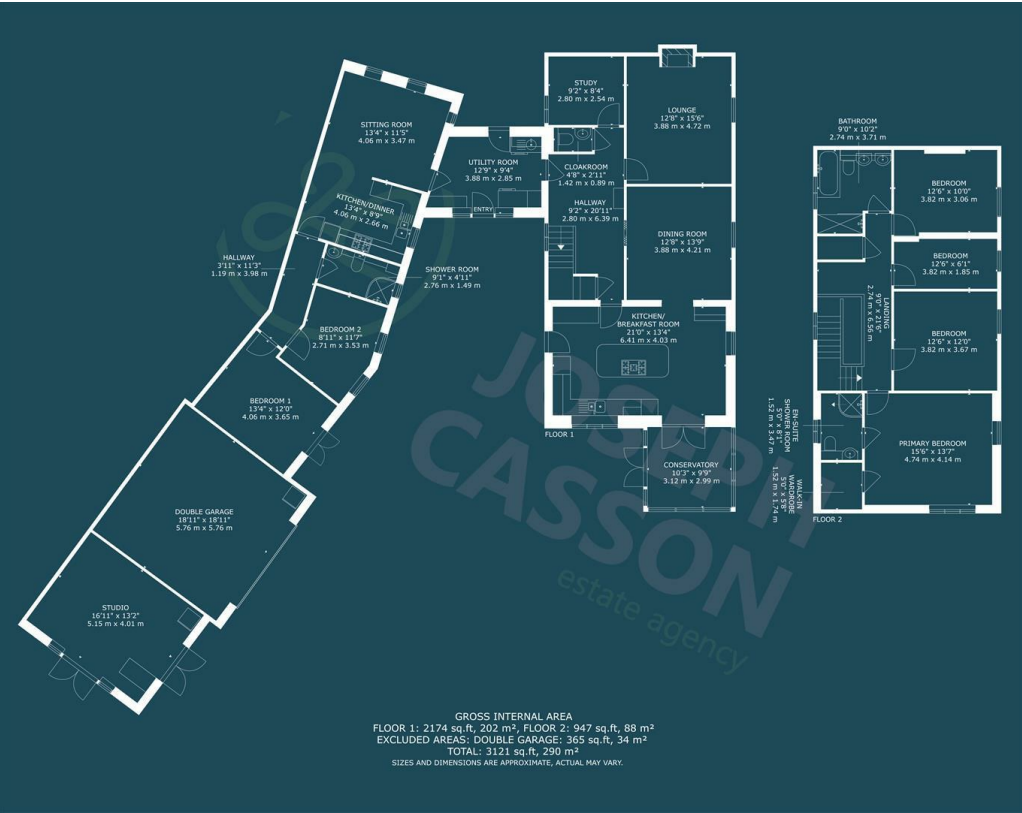 SITTING ROOM
13'4" x 11'5"
4.06 m x 3.47 m
UTILITY ROOM
12'9" x 9'4"
3.88 m x 2.85 m
ENTRY
KITCHEN/DINNER
13'4" x 8'9"
4.06 m x 2.66 m
HALLWAY
3'11" x 11'3"
1.19 m x 3.98 m
SHOWER ROOM
9'1" x 4'11"
2.76 m x 1.49 m
BEDROOM 2
8'11" x 11'7"
2.71 m x 3.53 m
BEDROOM 1
13'4" x 12'0"
4.06 m x 3.65 m
DOUBLE GARAGE
18'11" x 18'11"
5.76 m x 5.76 m
STUDIO
16'11" x 13'2"
5.15 m x 4.01 m
STUDY
9'2" x 8'4"
2.80 m x 2.54 m
LOUNGE
12'8" x 15'6"
3.88 m x 4.72 m
CLOAKROOM
4'8" x 2'11"
1.42 m x 0.89 m
HALLWAY
9'2" x 20'11"
2.80 m x 6.39 m
DINING ROOM
12'8" x 13'9"
3.88 m x 4.21 m
KITCHEN/
BREAKFAST ROOM
21'0" x 13'4"
6.41 m x 4.03 m
FLOOR 1
CONSERVATORY
10'3" x 9'9"
3.12 m x 2.99 m
BATHROOM
9'0" x 10'2"
2.74 m x 3.71 m
BEDROOM
12'6" x 10'0"
3.82 m x 3.06 m
BEDROOM
12'6" x 6'1"
3.82 m x 1.85 m
LANDING
9'0" x 21'6"
2.74 m x 6.56 m
BEDROOM
12'6" x 12'0"
3.82 m x 3.67 m
EN-SUITE
SHOWER ROOM
5'0" x 8'1"
1.52 m x 3.47 m
PRIMARY BEDROOM
15'6" x 13'7"
4.74 m x 4.14 m
WALK-IN
WARDROBE
5'0" x 5'8"
1.52 m x 1.74 m
FLOOR 2
JOSEPH
CASSON
estate agency
GROSS INTERNAL AREA
FLOOR 1: 2174 sq.ft, 202 m², FLOOR 2: 947 sq.ft, 88 m²
EXCLUDED AREAS: DOUBLE GARAGE: 365 sq.ft, 34 m²
TOTAL: 3121 sq.ft, 290 m²
SIZES AND DIMENSIONS ARE APPROXIMATE, ACTUAL MAY VARY.